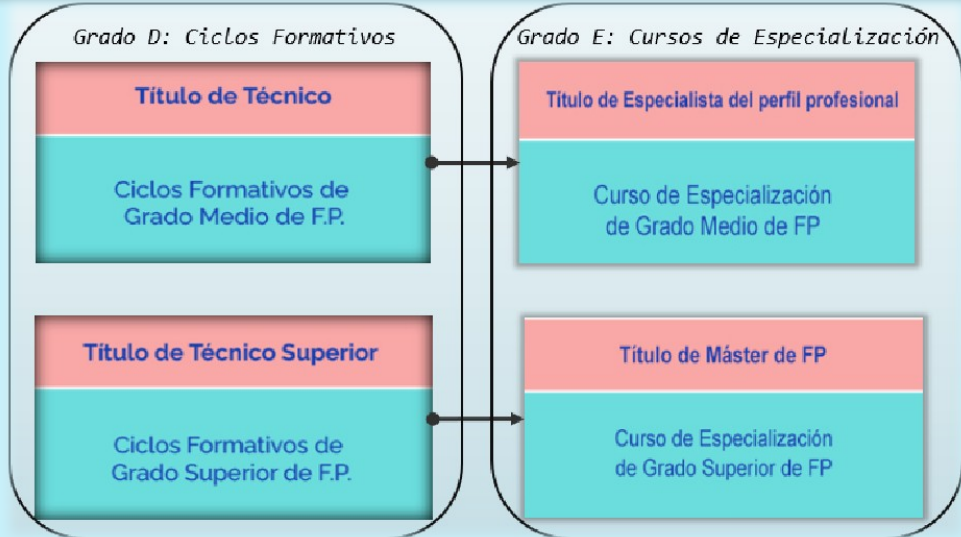 Grado D: Ciclos Formativos
Título de Técnico
Ciclos Formativos de
Grado Medio de F.P.
Título de Técnico Superior
Ciclos Formativos de
Grado Superior de F.P.
Grado E: Cursos de Especialización
Título de Especialista del perfil profesional
Curso de Especialización
de Grado Medio de FP
Título de Máster de FP
Curso de Especialización
de Grado Superior de FP